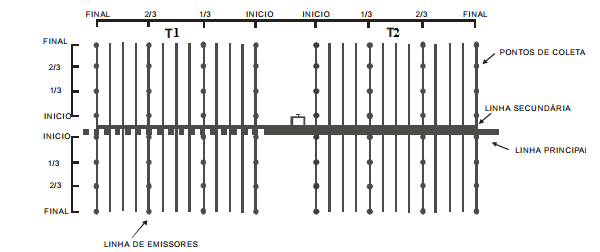 FINAL 2/3 1/3 INICIO INICIO 1/3 2/3 FINAL
T1 T2
FINAL
PONTOS DE COLETA
2/3
1/3
LINHA SECUNDÁRIA
INICIO
INICIO
LINHA PRINCIPAL
1/3
2/3
FINAL
LINHA DE EMISSORES